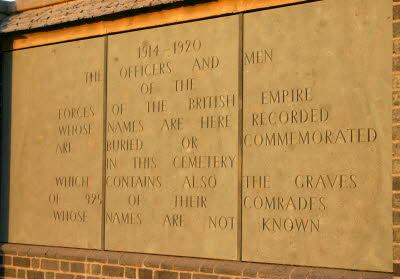 1914–1920
THE OFFICERS AND MEN
OF THE
FORCES OF THE BRITISH EMPIRE
WHOSE NAMES ARE HERE RECORDED
ARE BURIED OR COMMEMORATED
IN THIS CEMETERY
WHICH CONTAINS ALSO THE GRAVES
OF 925 OF THEIR COMRADES
WHOSE NAMES ARE NOT KNOWN